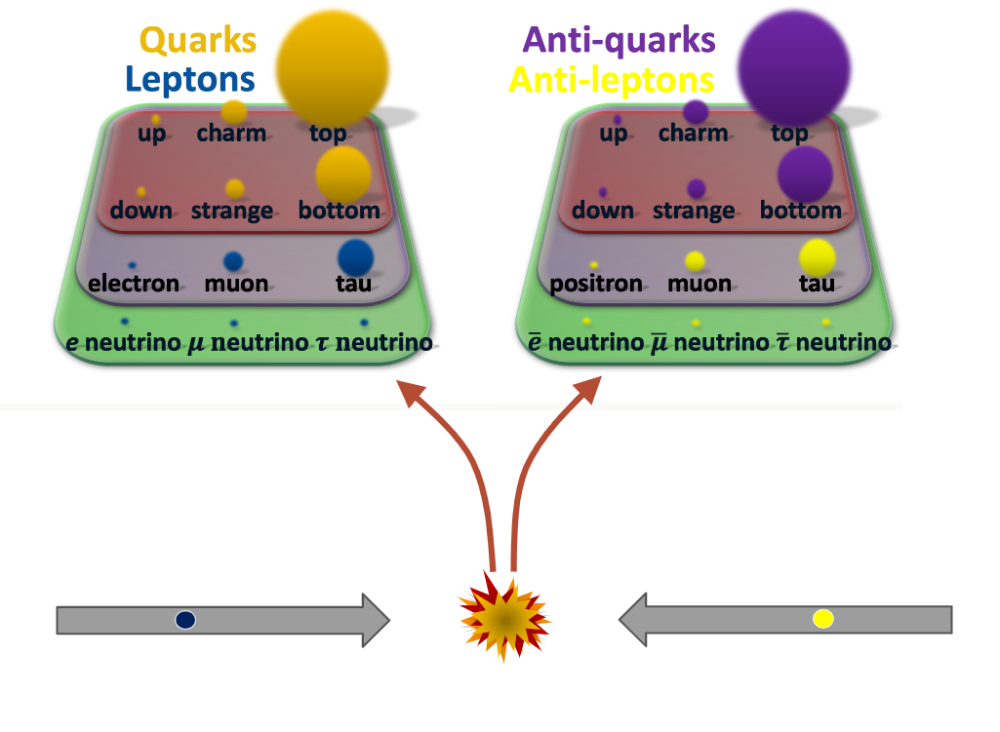 Quarks
Leptons
up charm top
down strange bottom
electron muon tau
e neutrino μ neutrino τ neutrino
Anti-quarks
Anti-leptons
up charm top
down strange bottom
positron muon tau
e̅ neutrino μ̅ neutrino τ̅ neutrino